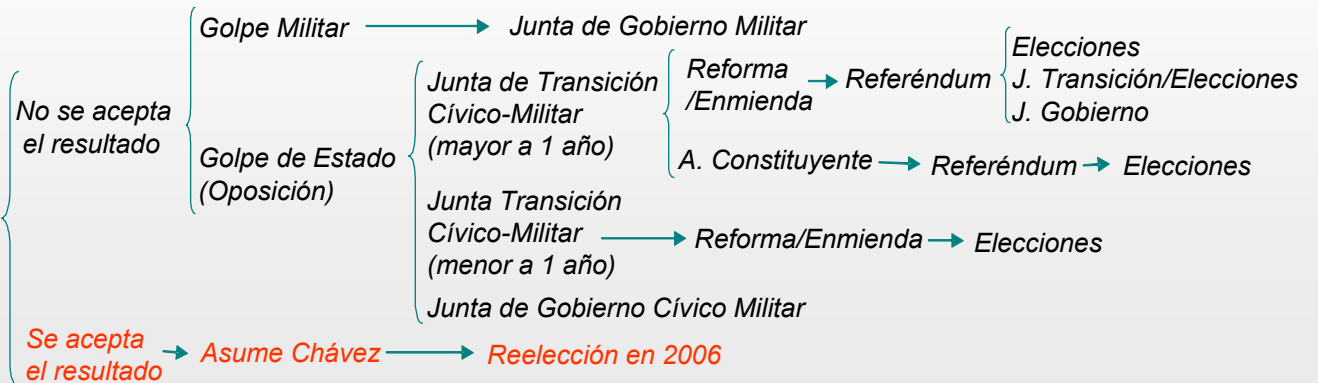 Golpe Militar
Junta de Gobierno Militar
No se acepta
el resultado
Golpe de Estado
(Oposición)
Junta de Transición
Cívico-Militar
(mayor a 1 año)
Reforma
/Enmienda
Referéndum
Elecciones
J. Transición/Elecciones
J. Gobierno
A. Constituyente
Referéndum
Elecciones
Junta Transición
Cívico-Militar
(menor a 1 año)
Reforma/Enmienda
Elecciones
Junta de Gobierno Cívico Militar
Se acepta
el resultado
Asume Chávez
Reelección en 2006